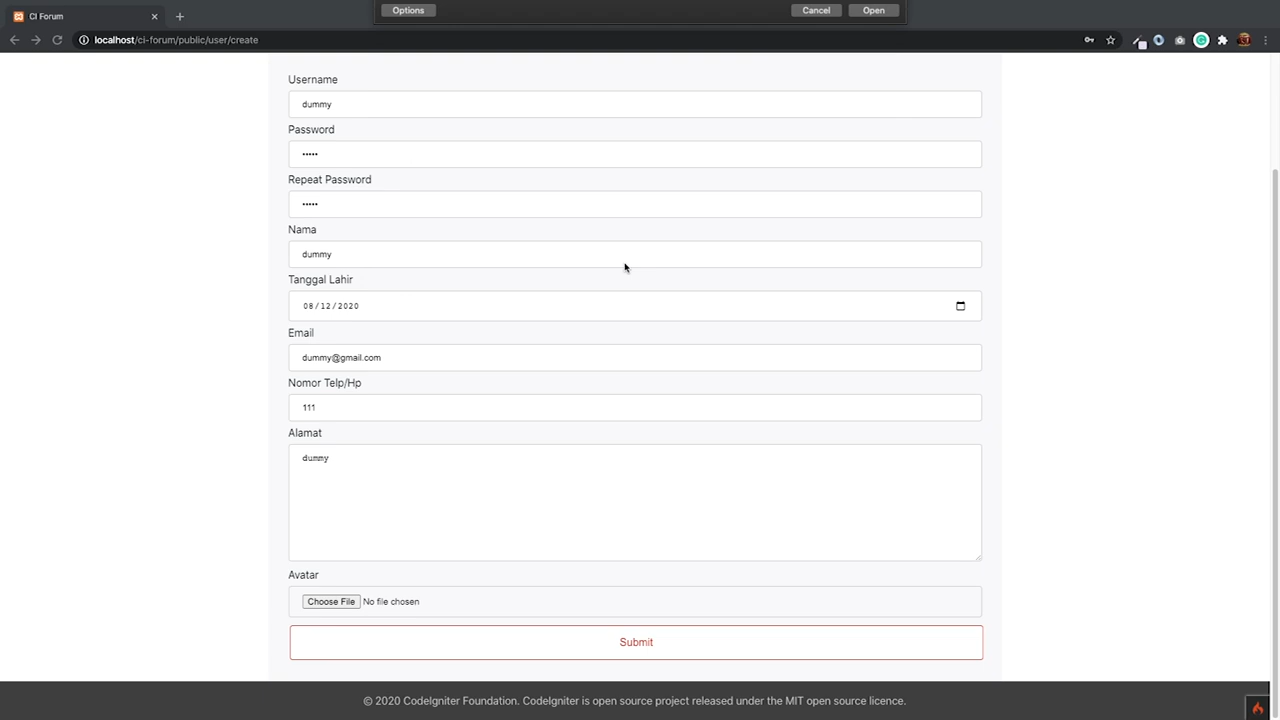 CI Forum
Options
Cancel
Open
localhost/ci-forum/public/user/create
Username
dummy
Password
•••••
Repeat Password
•••••
Nama
dummy
Tanggal Lahir
08/12/2020
Email
dummy@gmail.com
Nomor Telp/Hp
111
Alamat
dummy
Avatar
Choose File No file chosen
Submit
© 2020 CodeIgniter Foundation. CodeIgniter is open source project released under the MIT open source licence.